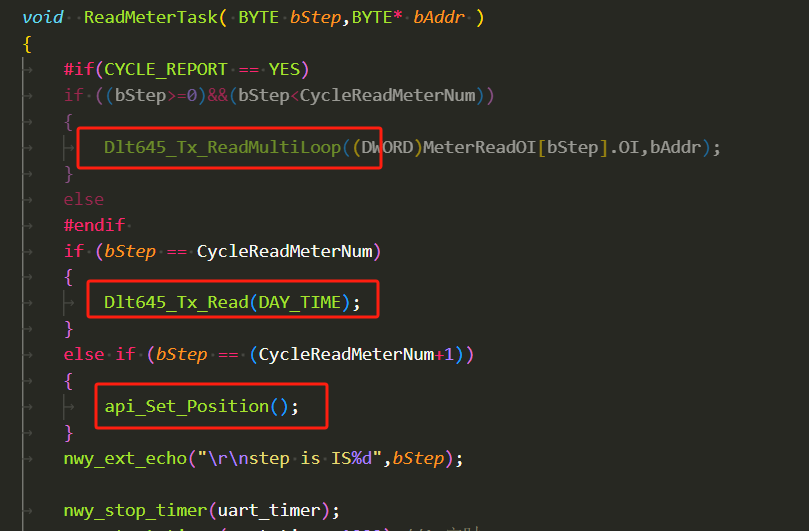 void ReadMeterTask( BYTE bStep,BYTE* bAddr )
{
#if(CYCLE_REPORT == YES)
if ((bStep>=0)&&(bStep<CycleReadMeterNum))
{
Dlt645_Tx_ReadMultiLoop((DWORD)MeterReadOI[bStep].OI,bAddr);
}
else
#endif
if (bStep == CycleReadMeterNum)
{
Dlt645_Tx_Read(DAY_TIME);
}
else if (bStep == (CycleReadMeterNum+1))
{
api_Set_Position();
}
nwy_ext_echo("\r\nstep is IS%d",bStep);
nwy_stop_timer(uart_timer);